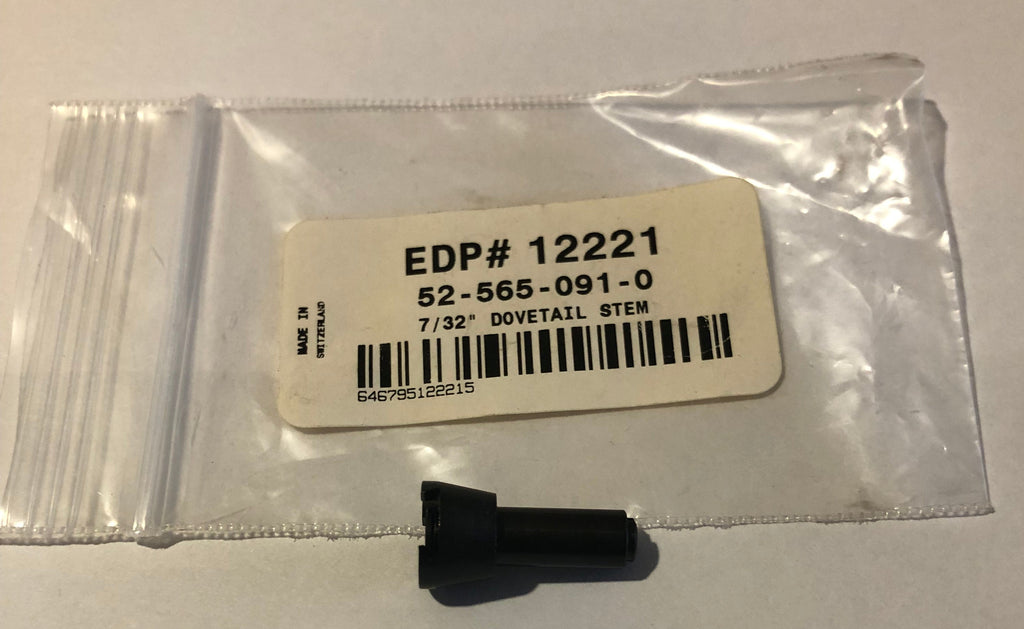 EDP# 12221
52-565-091-0
7/32" DOVETAIL STEM
646795122215
MADE IN
SWITZERLAND